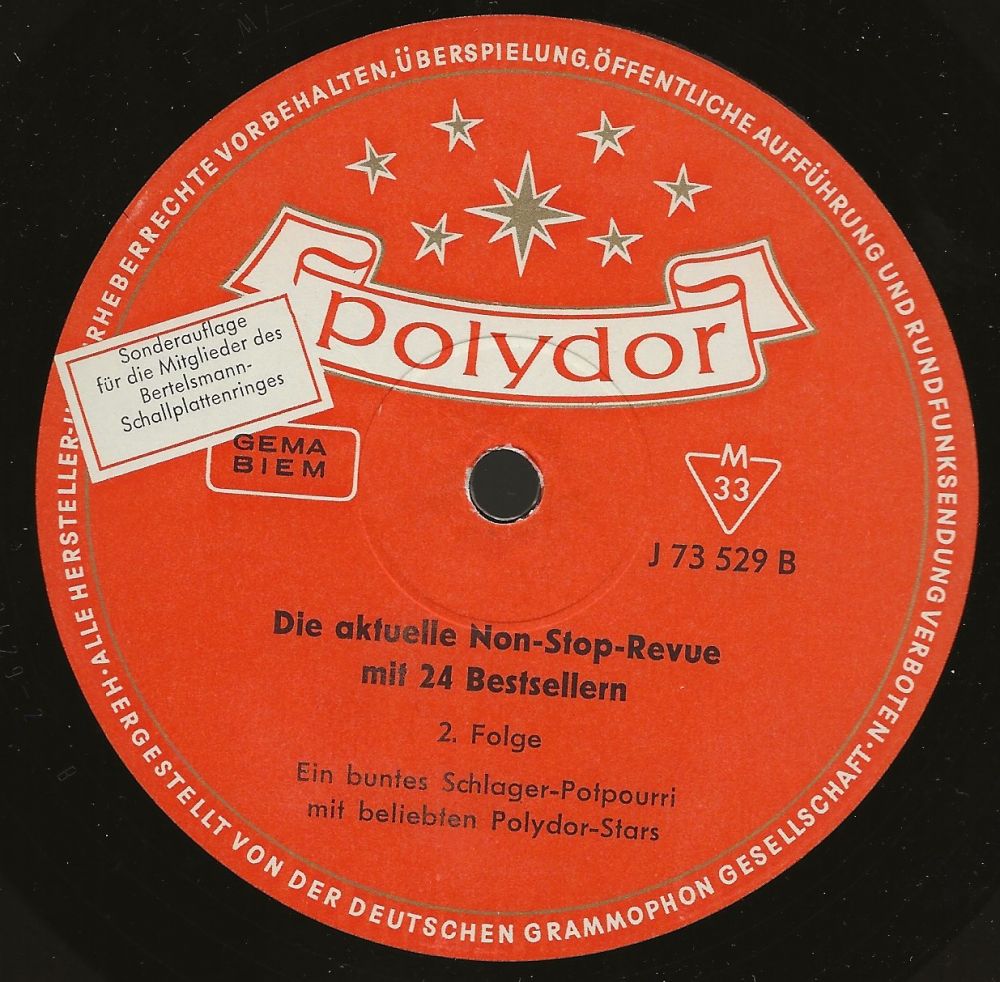 ALLE HERSTELLER-U RHEBERRECHTE VORBEHALTEN, ÜBERSPIELUNG, ÖFFENTLICHE AUFFÜHRUNG UND RUNDFUNKSENDUNG VERBOTEN · HERGESTELLT VON DER DEUTSCHEN GRAMMOPHON GESELLSCHAFT ·
polydor
Sonderauflage
für die Mitglieder des
Bertelsmann-
Schallplattenringes
GEMA
BIEM
M
33
J 73 529 B
Die aktuelle Non-Stop-Revue
mit 24 Bestsellern
2. Folge
Ein buntes Schlager-Potpourri
mit beliebten Polydor-Stars